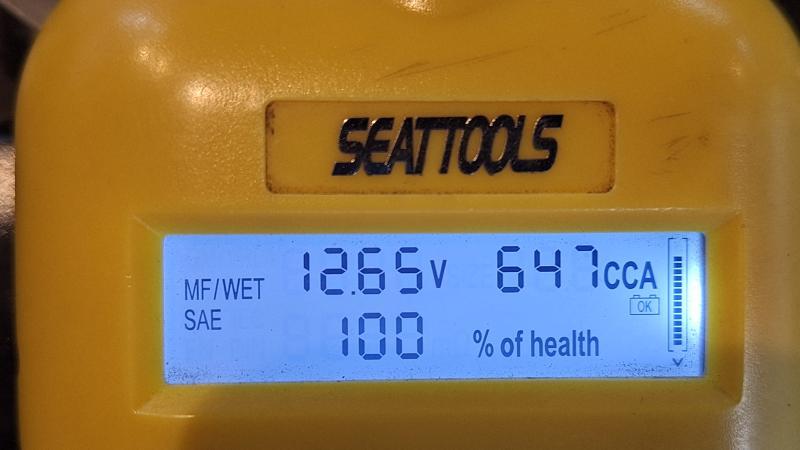 SEATTOOLS
MF/WET 12.65V 647CCA
SAE OK
100 % of health